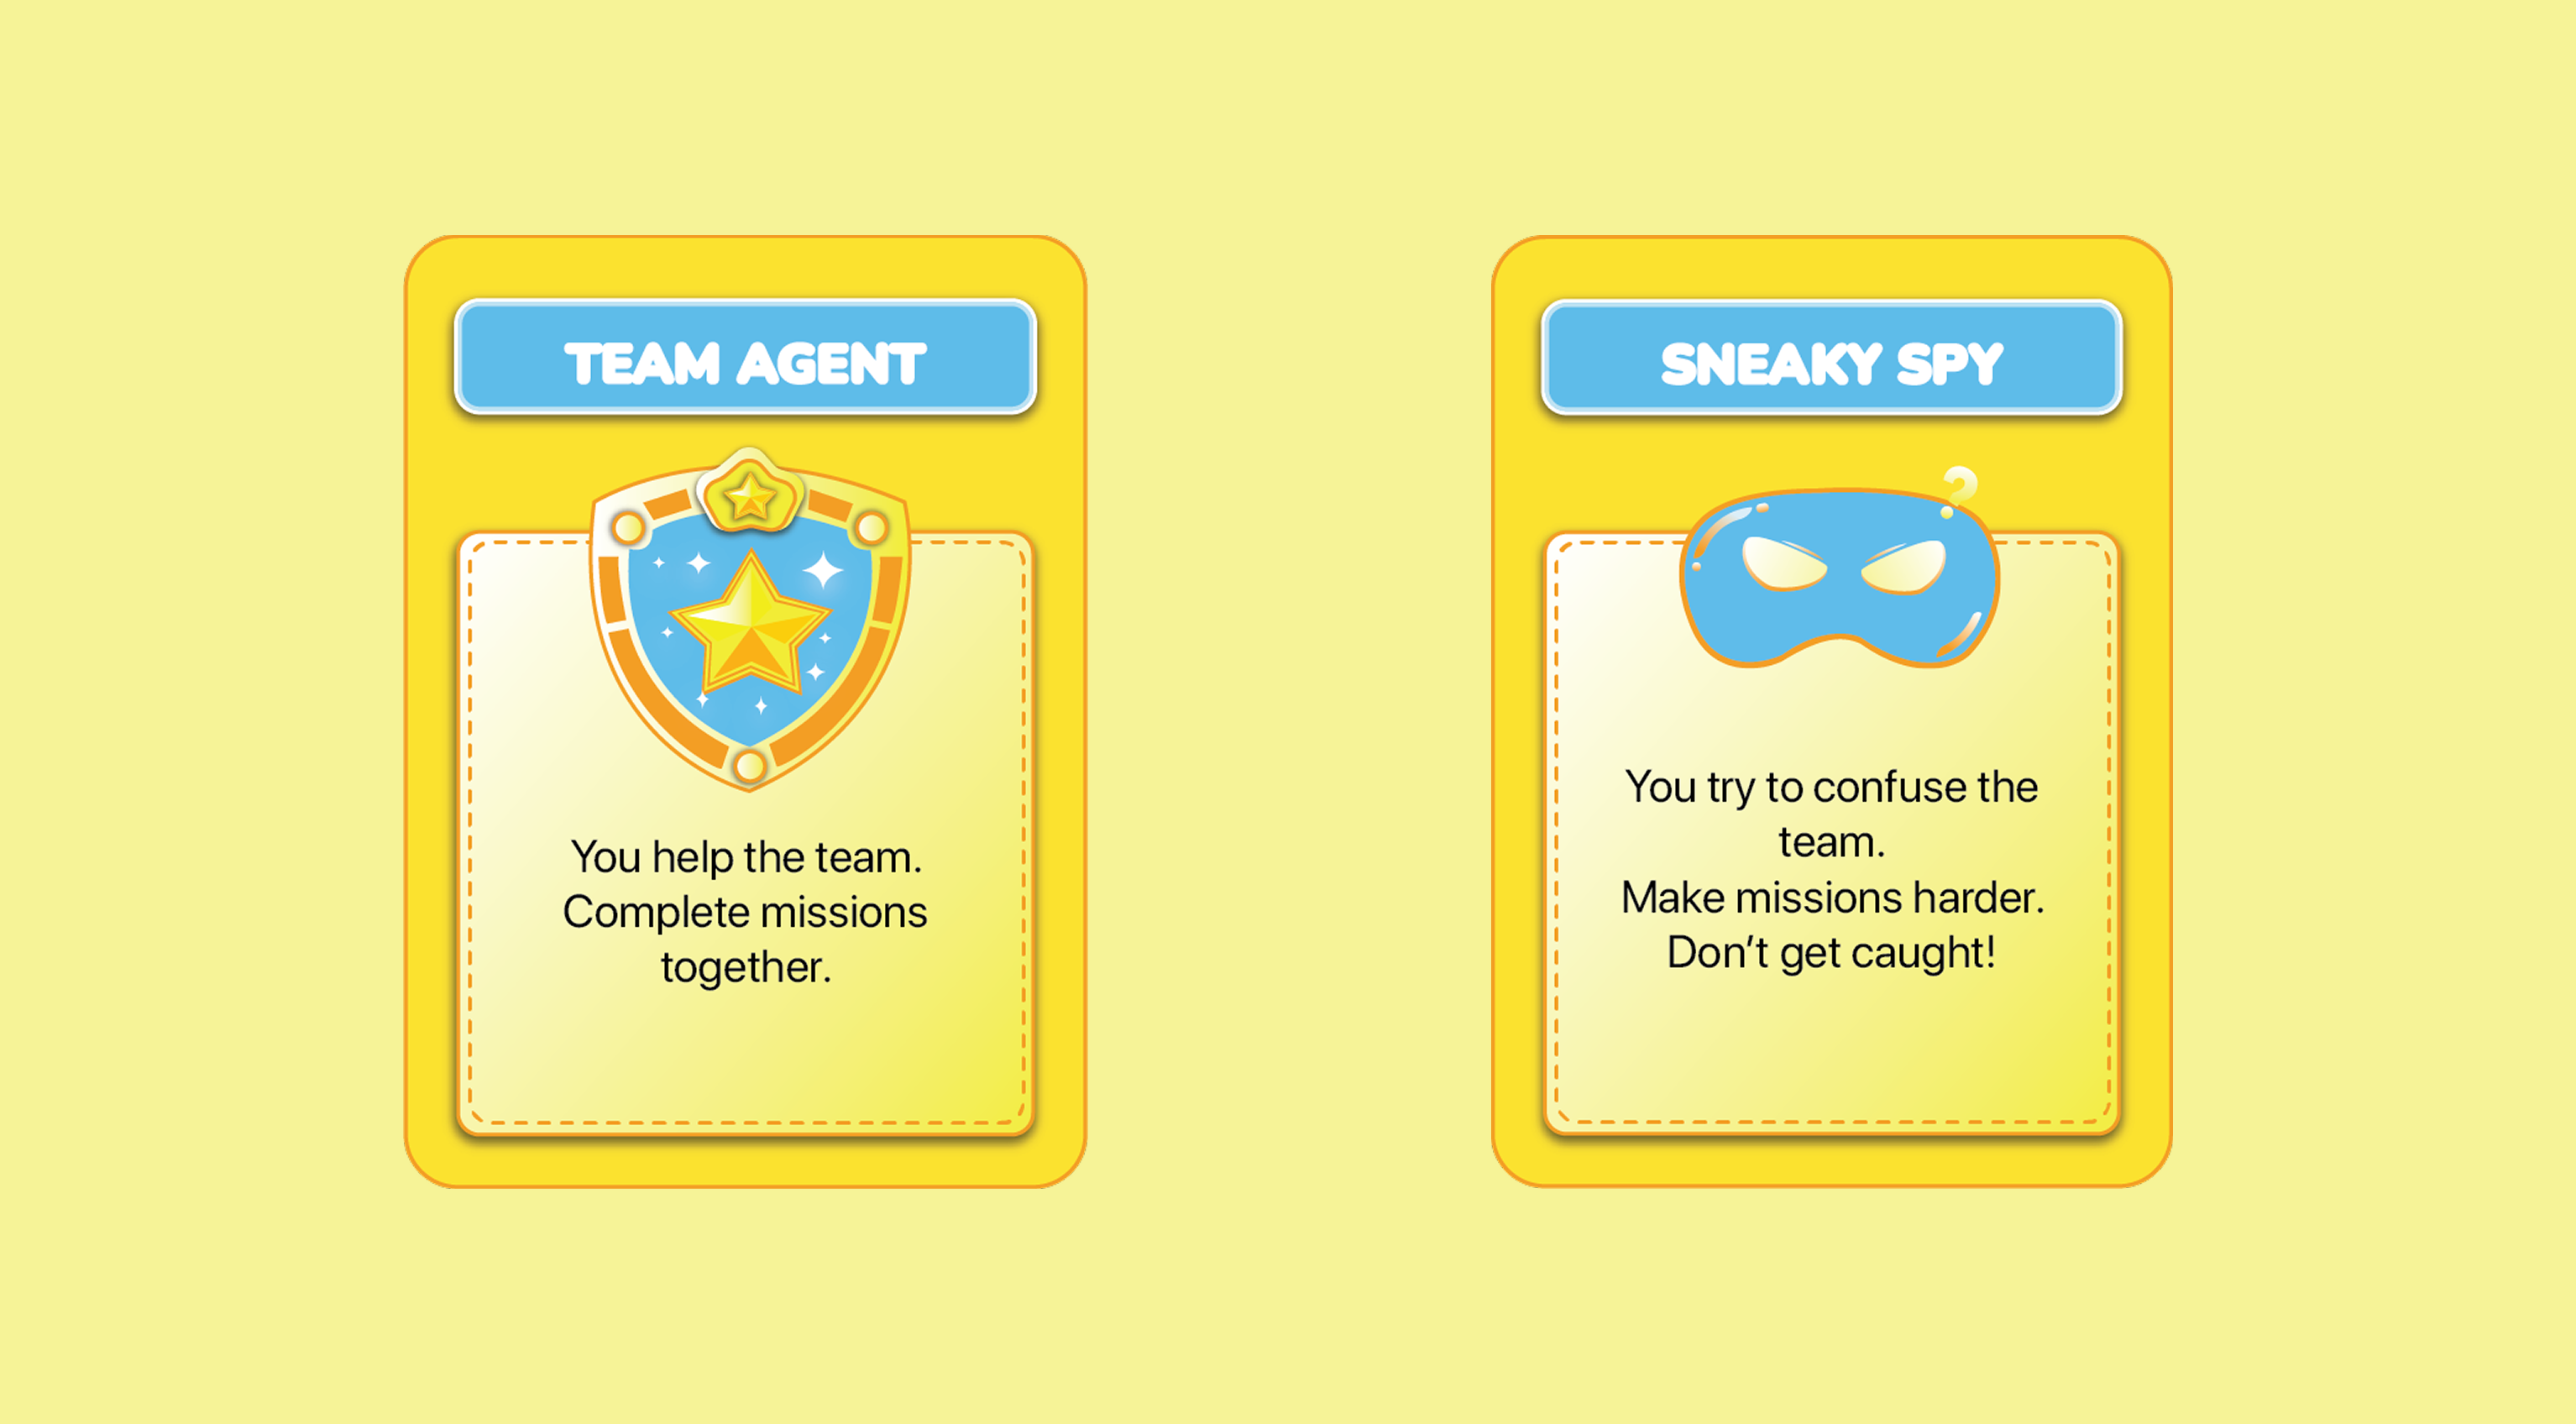 TEAM AGENT
You help the team.
Complete missions
together.
SNEAKY SPY
?
You try to confuse the
team.
Make missions harder.
Don’t get caught!